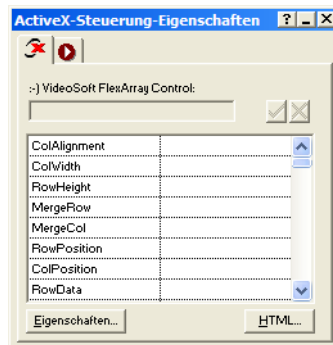 ActiveX-Steuerung-Eigenschaften
:-) VideoSoft FlexArray Control:
ColAlignment
ColWidth
RowHeight
MergeRow
MergeCol
RowPosition
ColPosition
RowData
Eigenschaften... HTML...